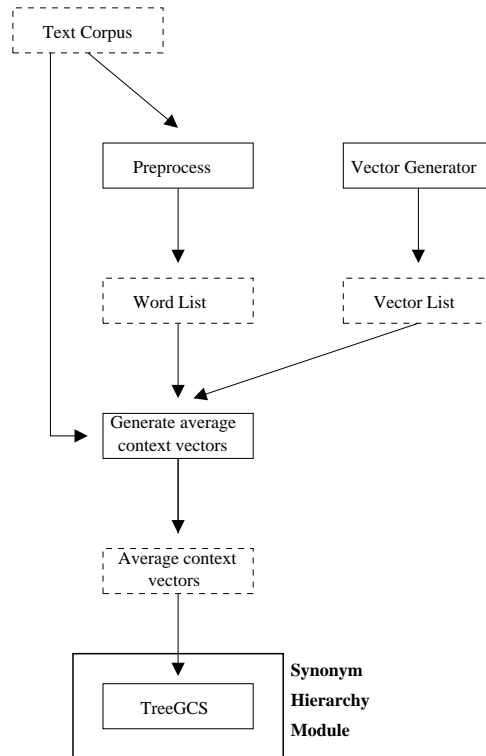 Text Corpus
Preprocess
Vector Generator
Word List
Vector List
Generate average
context vectors
Average context
vectors
Synonym
Hierarchy
Module
TreeGCS